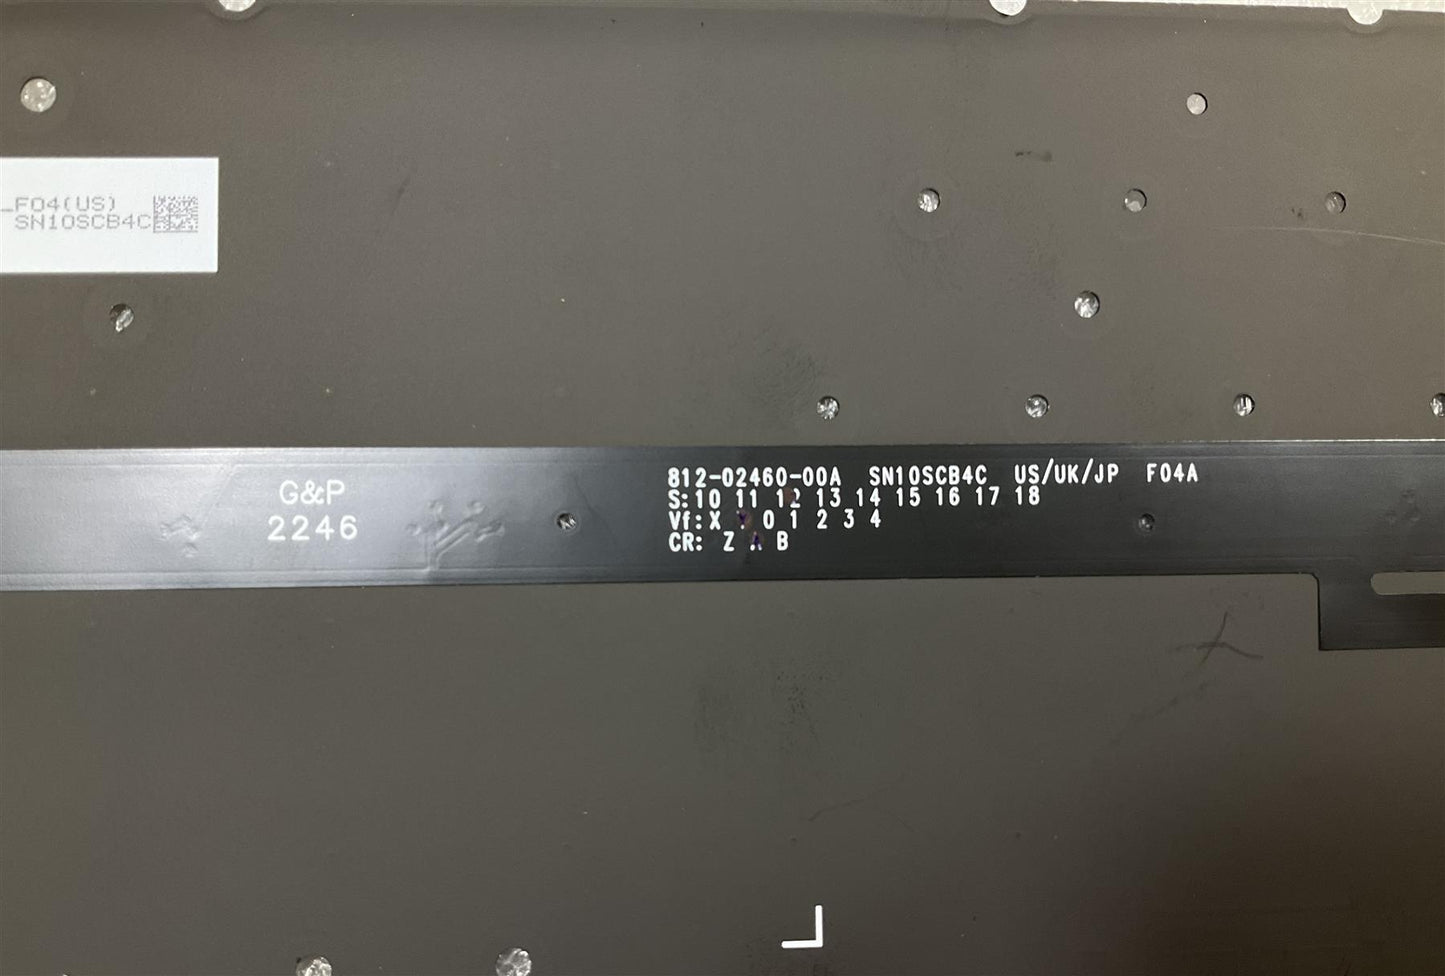 _F04(US)
SN10SCB4C
G&P
2246
812-02460-00A SN10SCB4C US/UK/JP F04A
S:10 11 12 13 14 15 16 17 18
Vf:X Y 0 1 2 3 4
CR: Z A B